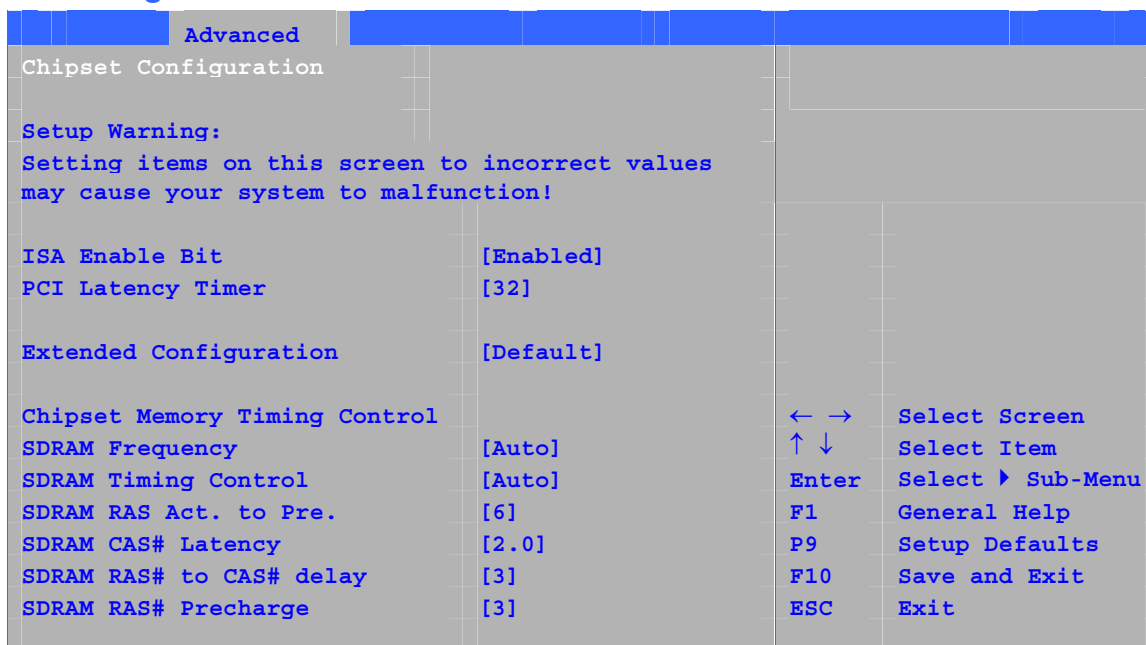 Advanced
Chipset Configuration
Setup Warning:
Setting items on this screen to incorrect values
may cause your system to malfunction!
ISA Enable Bit [Enabled]
PCI Latency Timer [32]
Extended Configuration [Default]
Chipset Memory Timing Control
SDRAM Frequency [Auto]
SDRAM Timing Control [Auto]
SDRAM RAS Act. to Pre. [6]
SDRAM CAS# Latency [2.0]
SDRAM RAS# to CAS# delay [3]
SDRAM RAS# Precharge [3]
← → Select Screen
↑ ↓ Select Item
Enter Select ▶ Sub-Menu
F1 General Help
P9 Setup Defaults
F10 Save and Exit
ESC Exit